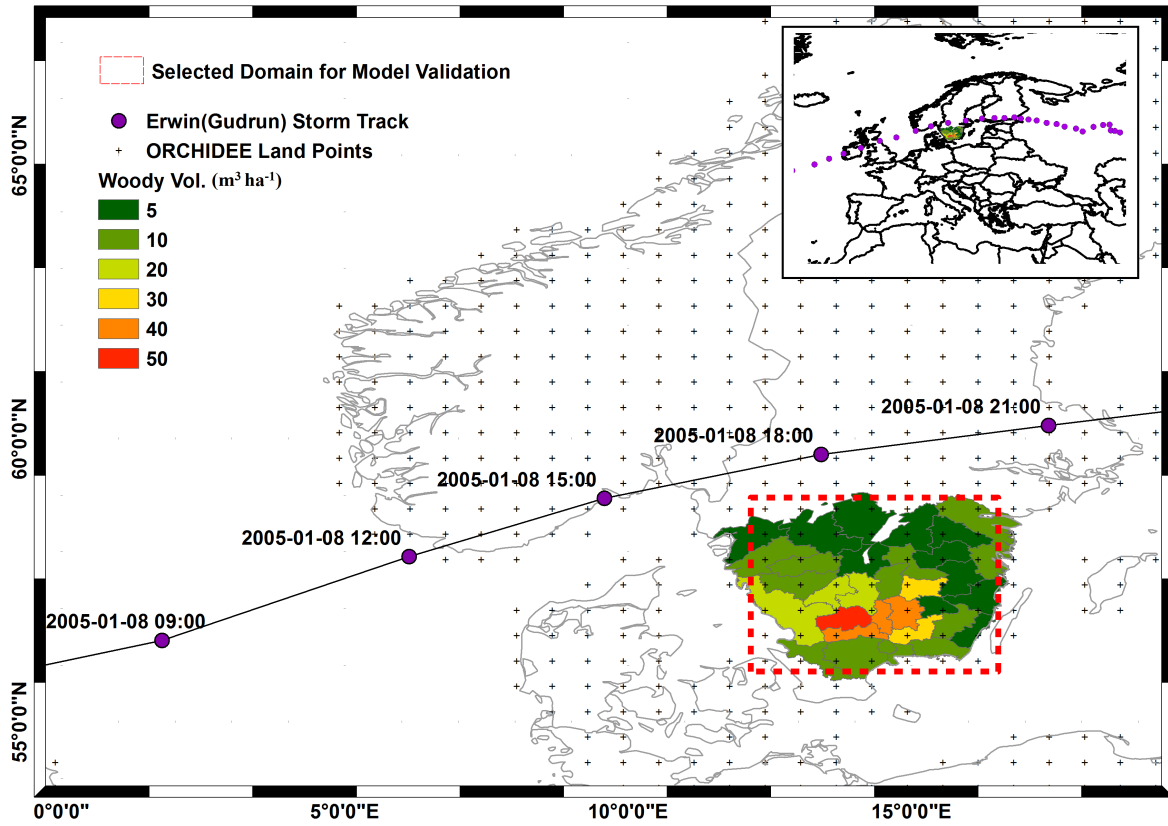 Selected Domain for Model Validation
Erwin(Gudrun) Storm Track
ORCHIDEE Land Points
Woody Vol. (m³ ha⁻¹)
5
10
20
30
40
50
65°0'0"N
60°0'0"N
55°0'0"N
2005-01-08 21:00
2005-01-08 18:00
2005-01-08 15:00
2005-01-08 12:00
2005-01-08 09:00
0°0'0"
5°0'0"E
10°0'0"E
15°0'0"E